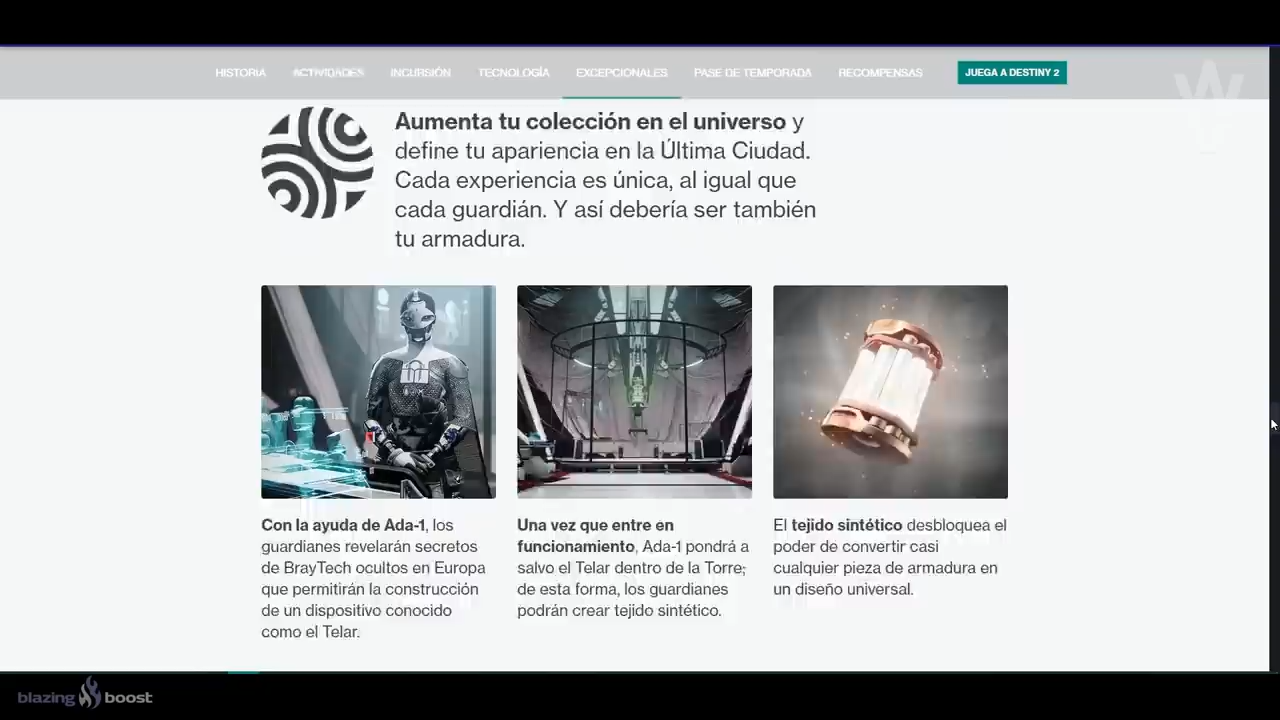 HISTORIA ACTIVIDADES INCURSIÓN TECNOLOGÍA EXCEPCIONALES PASE DE TEMPORADA RECOMPENSAS JUEGA A DESTINY 2
Aumenta tu colección en el universo y
define tu apariencia en la Última Ciudad.
Cada experiencia es única, al igual que
cada guardián. Y así debería ser también
tu armadura.
Con la ayuda de Ada-1, los
guardianes revelarán secretos
de BrayTech ocultos en Europa
que permitirán la construcción
de un dispositivo conocido
como el Telar.
Una vez que entre en
funcionamiento, Ada-1 pondrá a
salvo el Telar dentro de la Torre;
de esta forma, los guardianes
podrán crear tejido sintético.
El tejido sintético desbloquea el
poder de convertir casi
cualquier pieza de armadura en
un diseño universal.
blazing boost